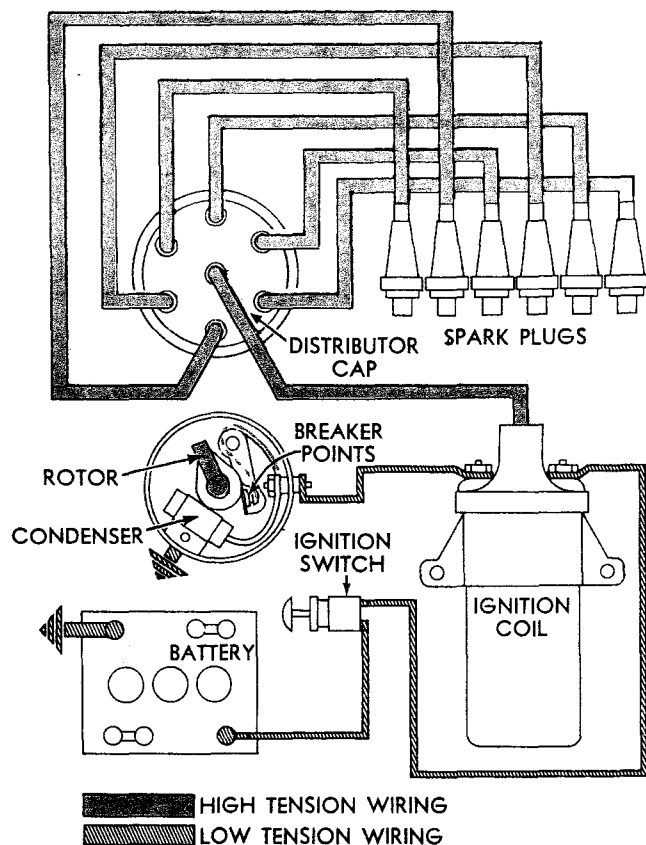 SPARK PLUGS
DISTRIBUTOR
CAP
BREAKER
POINTS
ROTOR
CONDENSER
IGNITION
SWITCH
IGNITION
COIL
BATTERY
HIGH TENSION WIRING
LOW TENSION WIRING